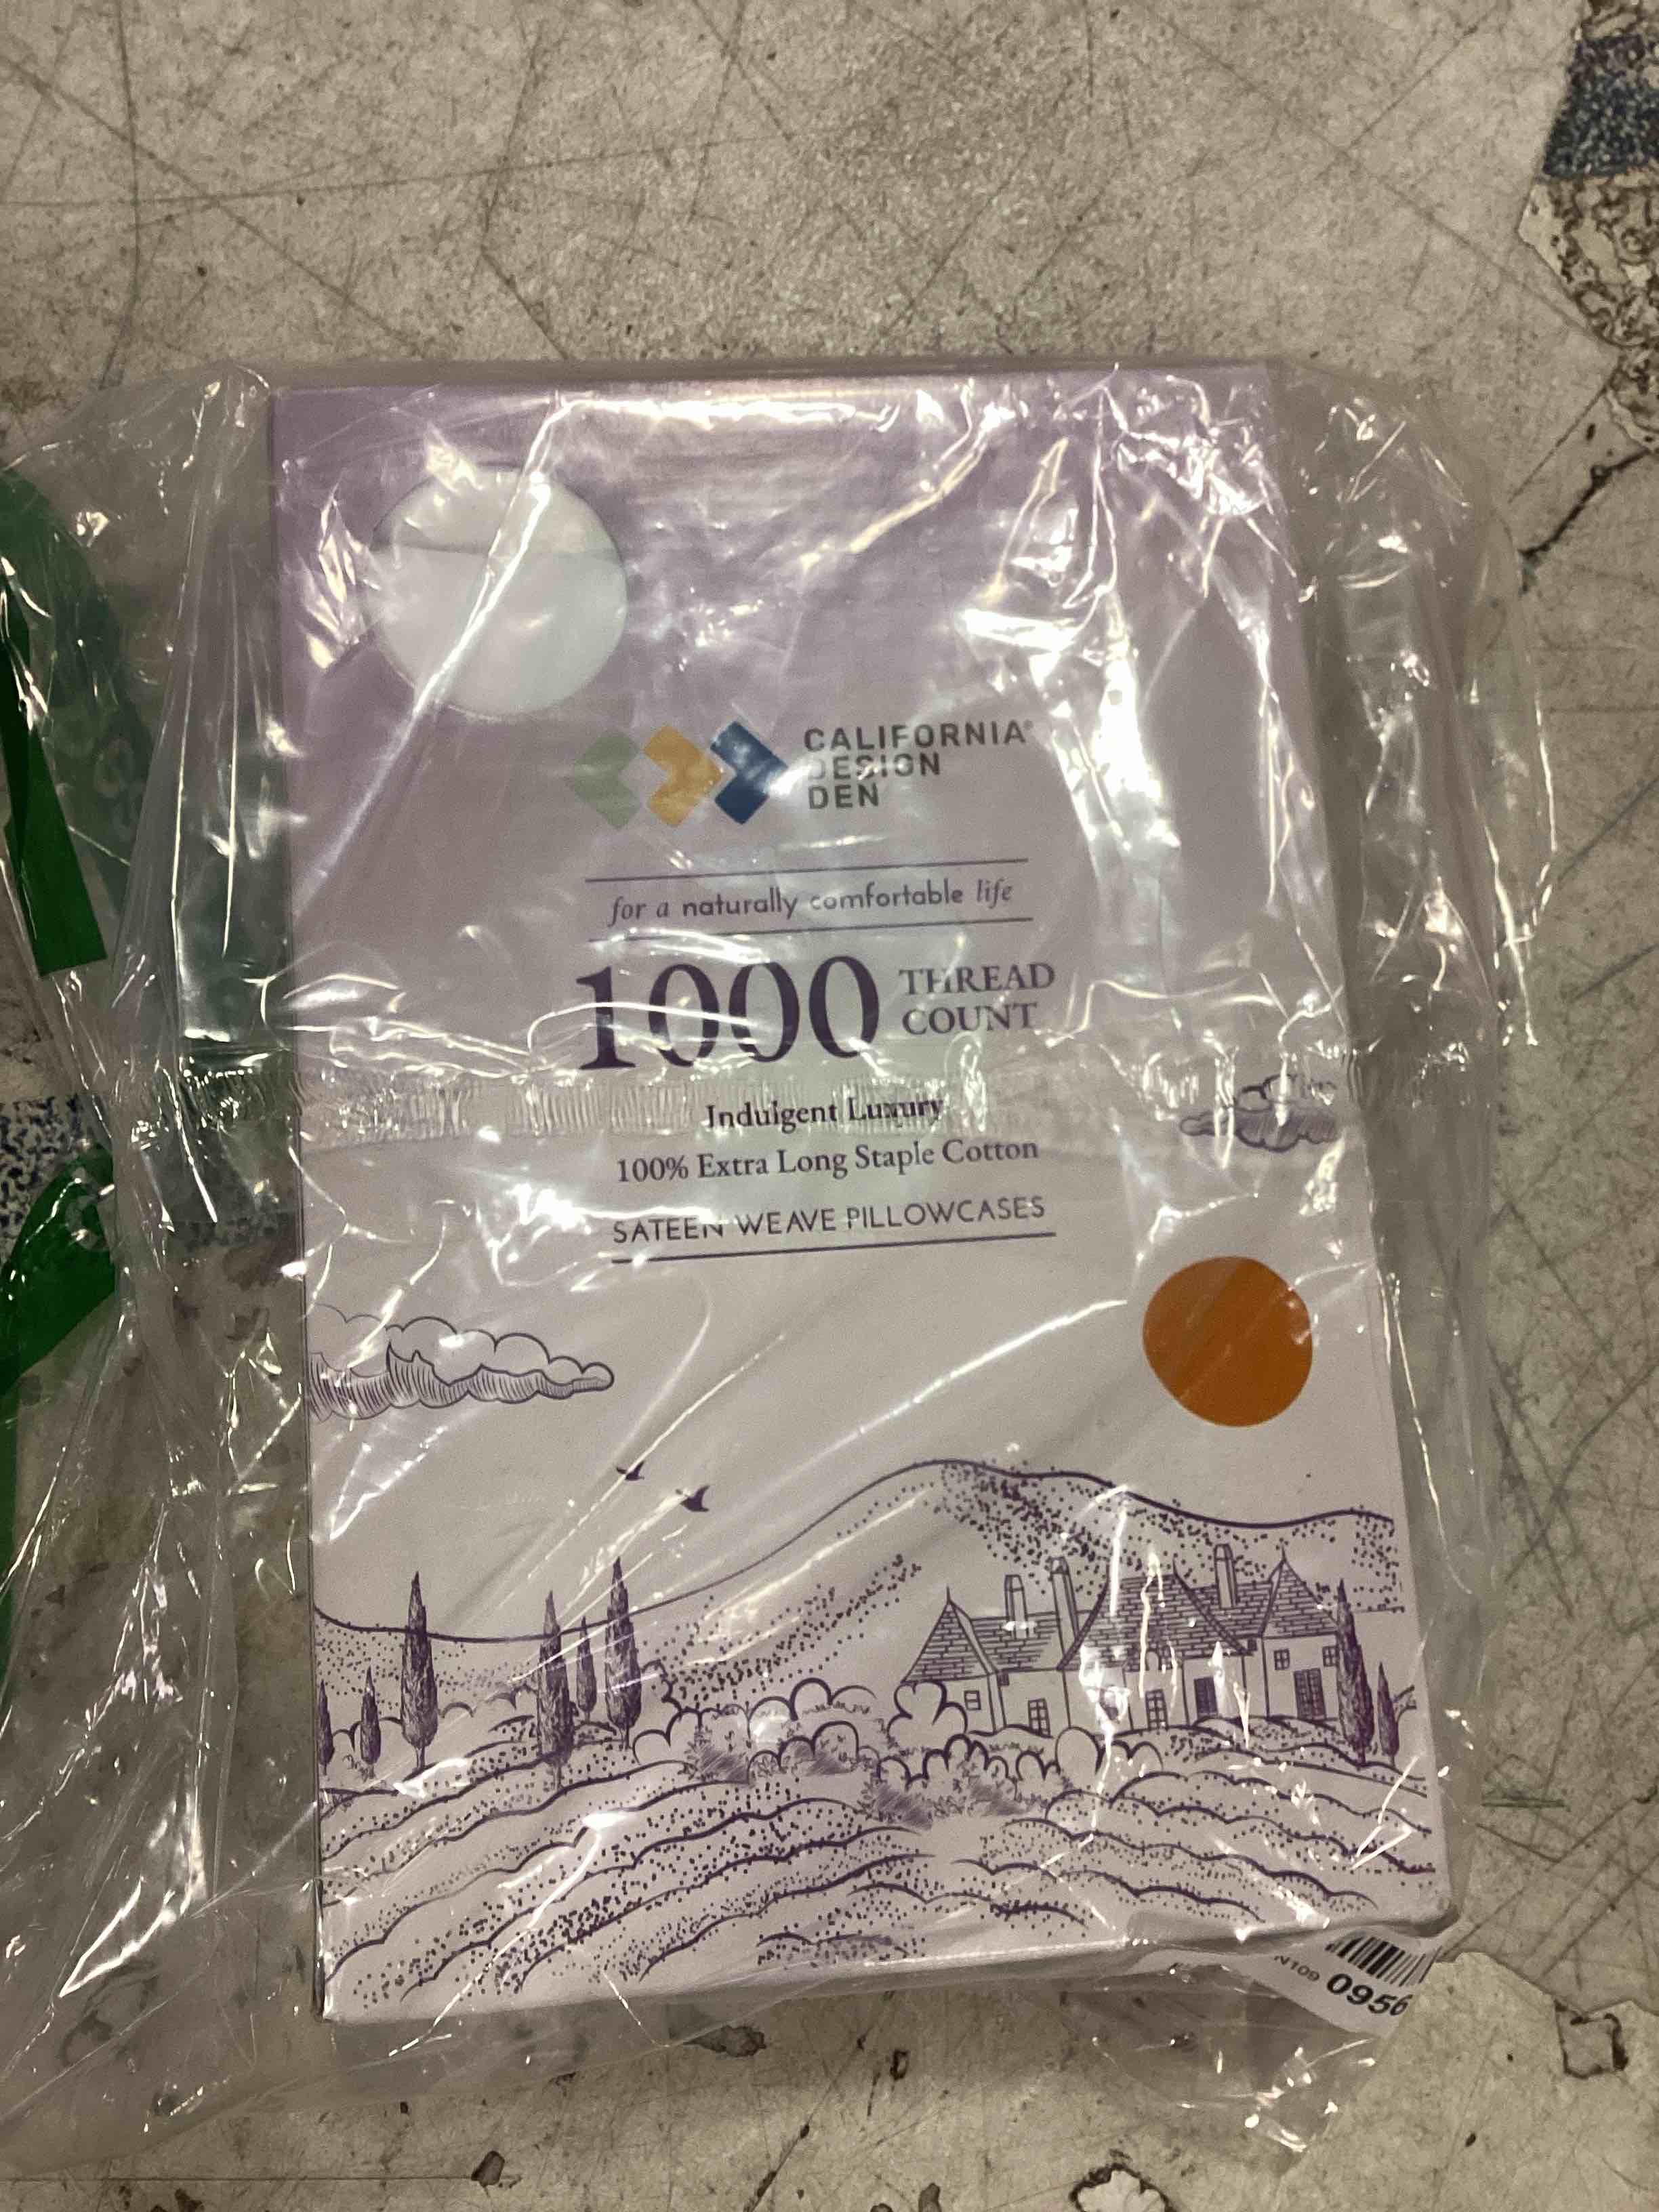 CALIFORNIA®
DESIGN
DEN
for a naturally comfortable life
1000 THREAD
COUNT
Indulgent Luxury
100% Extra Long Staple Cotton
SATEEN WEAVE PILLOWCASES
N109 0956